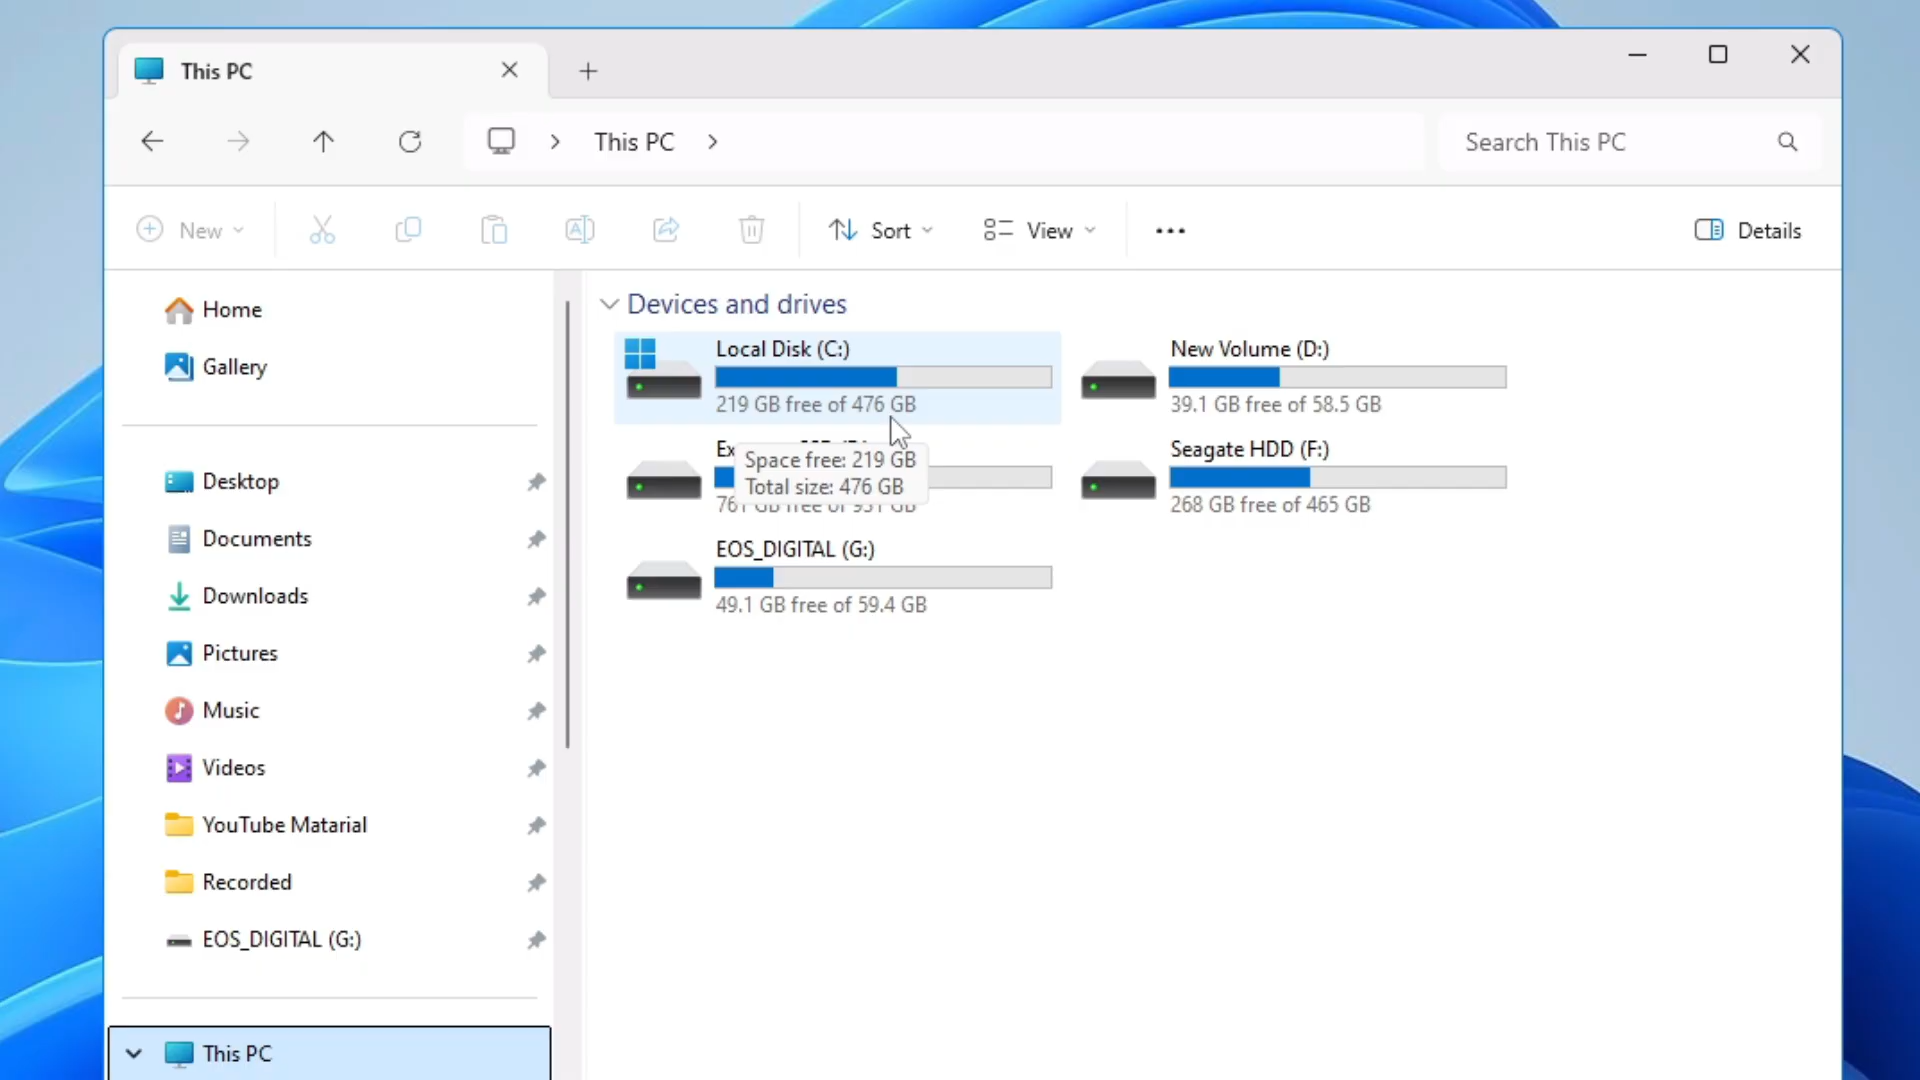 This PC
This PC
Search This PC
New
Sort
View
Details
Home
Gallery
Desktop
Documents
Downloads
Pictures
Music
Videos
YouTube Matarial
Recorded
EOS_DIGITAL (G:)
This PC
Devices and drives
Local Disk (C:)
219 GB free of 476 GB
New Volume (D:)
39.1 GB free of 58.5 GB
Space free: 219 GB
Total size: 476 GB
Seagate HDD (F:)
268 GB free of 465 GB
EOS_DIGITAL (G:)
49.1 GB free of 59.4 GB